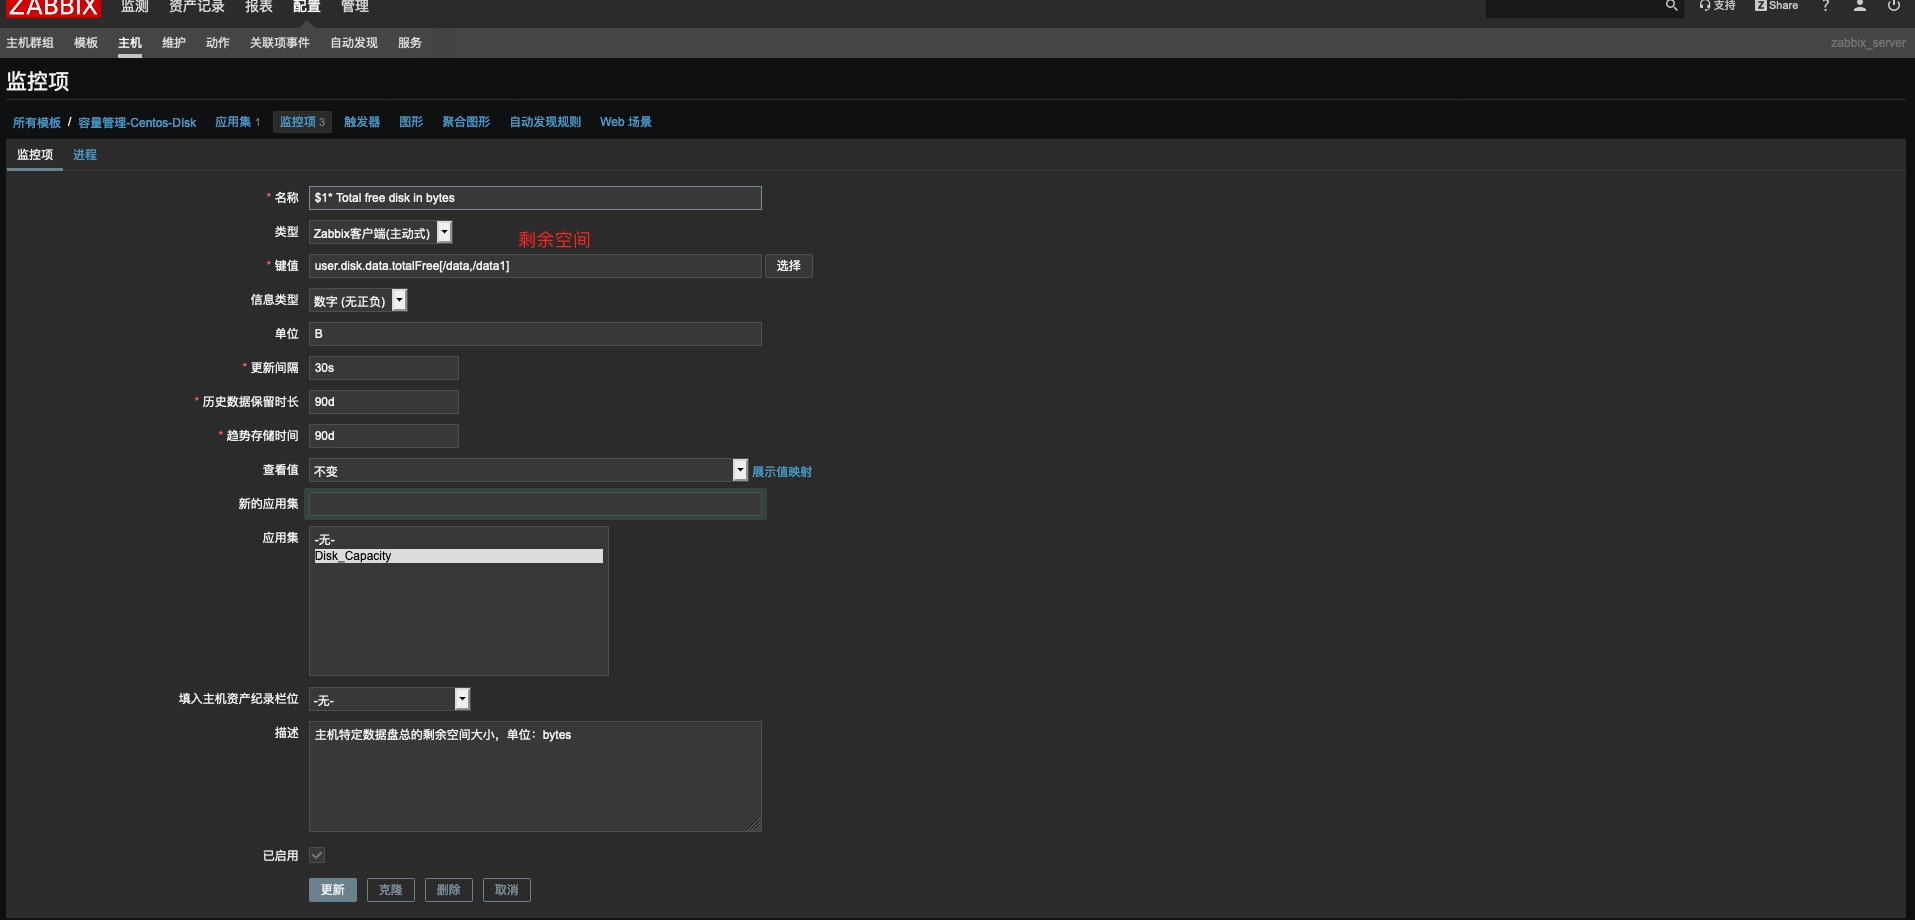 ZABBIX 监测 资产记录 报表 配置 管理 支持 Z Share ?
主机群组 模板 主机 维护 动作 关联项事件 自动发现 服务 zabbix_server
监控项
所有模板 / 容量管理-Centos-DIsk 应用集 1 监控项 3 触发器 图形 聚合图形 自动发现规则 Web 场景
监控项 进程
* 名称 $1* Total free disk in bytes
类型 Zabbix客户端(主动式)
剩余空间
* 键值 user.disk.data.totalFree[/data,/data1] 选择
信息类型 数字 (无正负)
单位 B
* 更新间隔 30s
* 历史数据保留时长 90d
* 趋势存储时间 90d
查看值 不变 展示值映射
新的应用集
应用集 -无-
Disk_Capacity
填入主机资产纪录栏位 -无-
描述 主机特定数据盘总的剩余空间大小，单位：bytes
已启用
更新 克隆 删除 取消